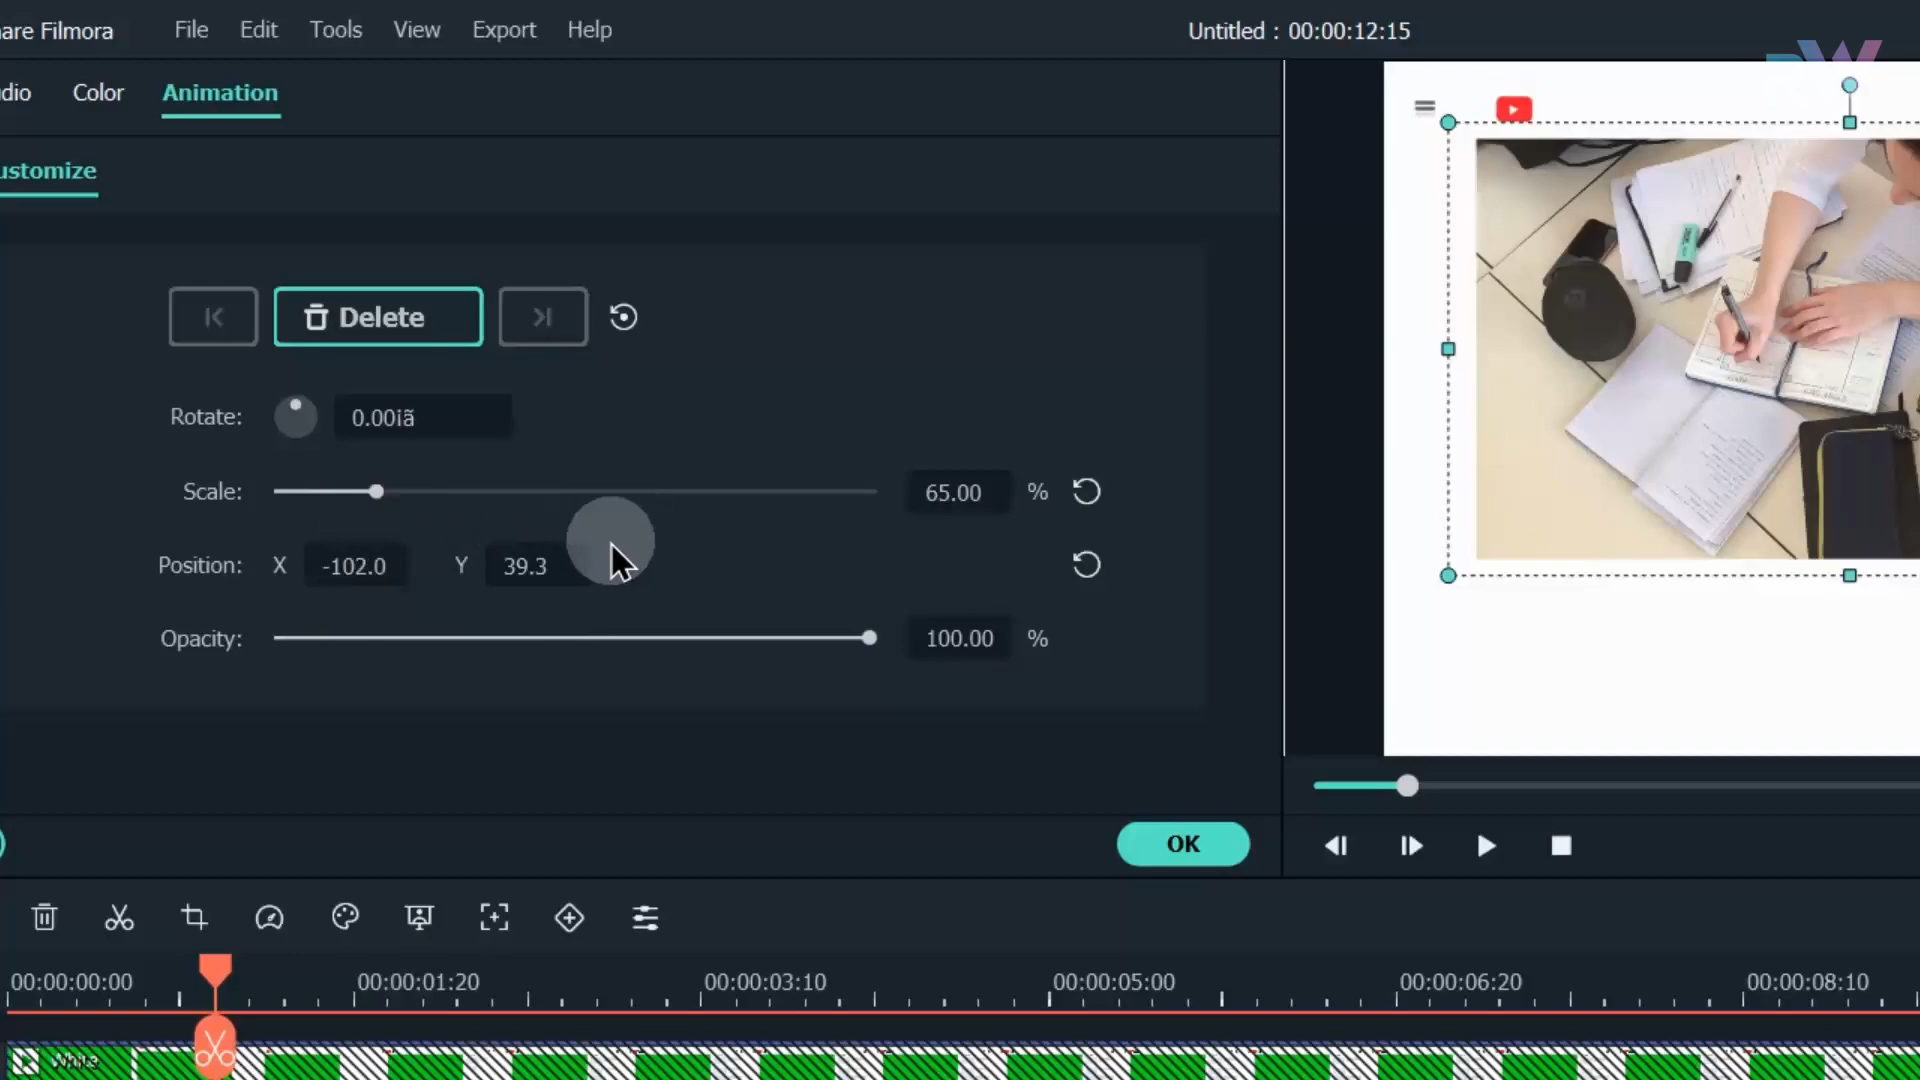 are Filmora File Edit Tools View Export Help Untitled : 00:00:12:15
dio Color Animation
ustomize
Delete
Rotate: 0.00iã
Scale: 65.00 %
Position: X -102.0 Y 39.3
Opacity: 100.00 %
OK
00:00:00:00 00:00:01:20 00:00:03:10 00:00:05:00 00:00:06:20 00:00:08:10
White